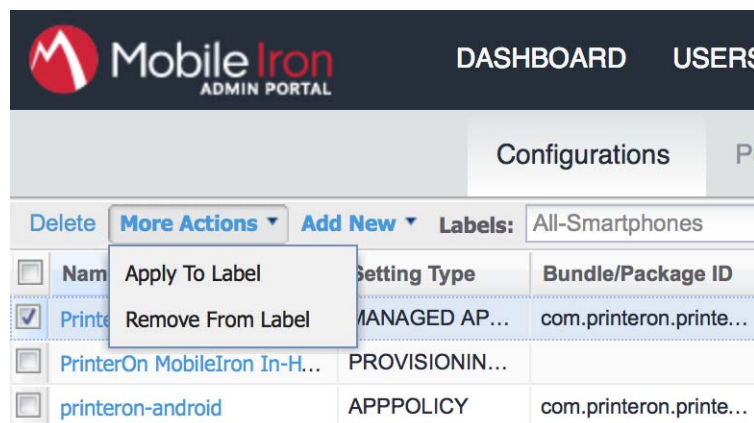 MobileIron
ADMIN PORTAL
DASHBOARD USERS
Configurations P
Delete More Actions Add New Labels: All-Smartphones
Nam Setting Type Bundle/Package ID
Apply To Label
Printe MANAGED AP... com.printeron.printe...
Remove From Label
PrinterOn MobileIron In-H... PROVISIONIN...
printeron-android APPPOLICY com.printeron.printe...